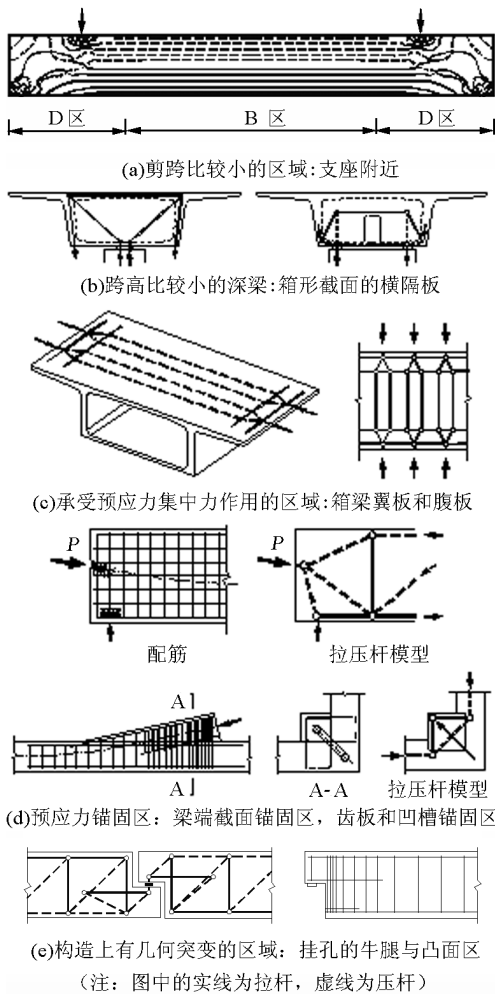 D区 B 区 D区
(a)剪跨比较小的区域:支座附近
(b)跨高比较小的深梁:箱形截面的横隔板
(c)承受预应力集中力作用的区域:箱梁翼板和腹板
P P
配筋 拉压杆模型
A
A A-A 拉压杆模型
(d)预应力锚固区：梁端截面锚固区，齿板和凹槽锚固区
(e)构造上有几何突变的区域：挂孔的牛腿与凸面区
（注：图中的实线为拉杆，虚线为压杆）